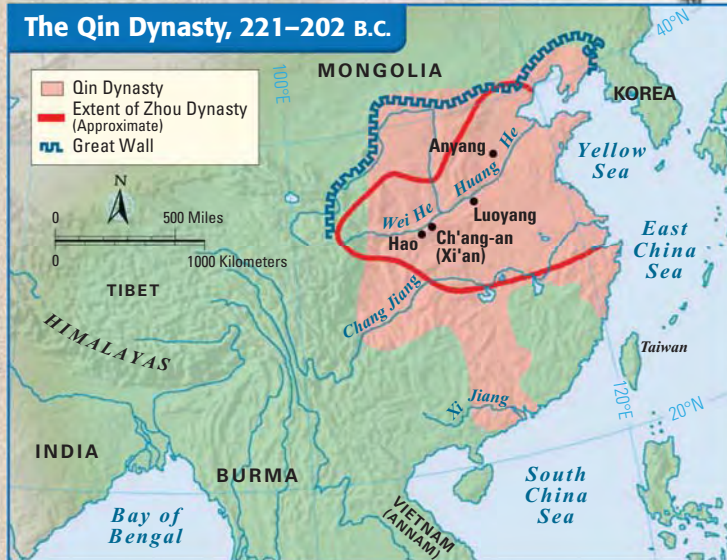 The Qin Dynasty, 221–202 B.C.
40°N
100°E
MONGOLIA
Qin Dynasty
Extent of Zhou Dynasty
(Approximate)
Great Wall
KOREA
Anyang
Huang He
Yellow
Sea
N
0 500 Miles
0 1000 Kilometers
Wei He
Luoyang
Hao
Ch'ang-an
(Xi'an)
East
China
Sea
TIBET
Chang Jiang
HIMALAYAS
Taiwan
Xi Jiang
120°E
20°N
INDIA
BURMA
South
China
Sea
VIETNAM
(ANNAM)
Bay of
Bengal